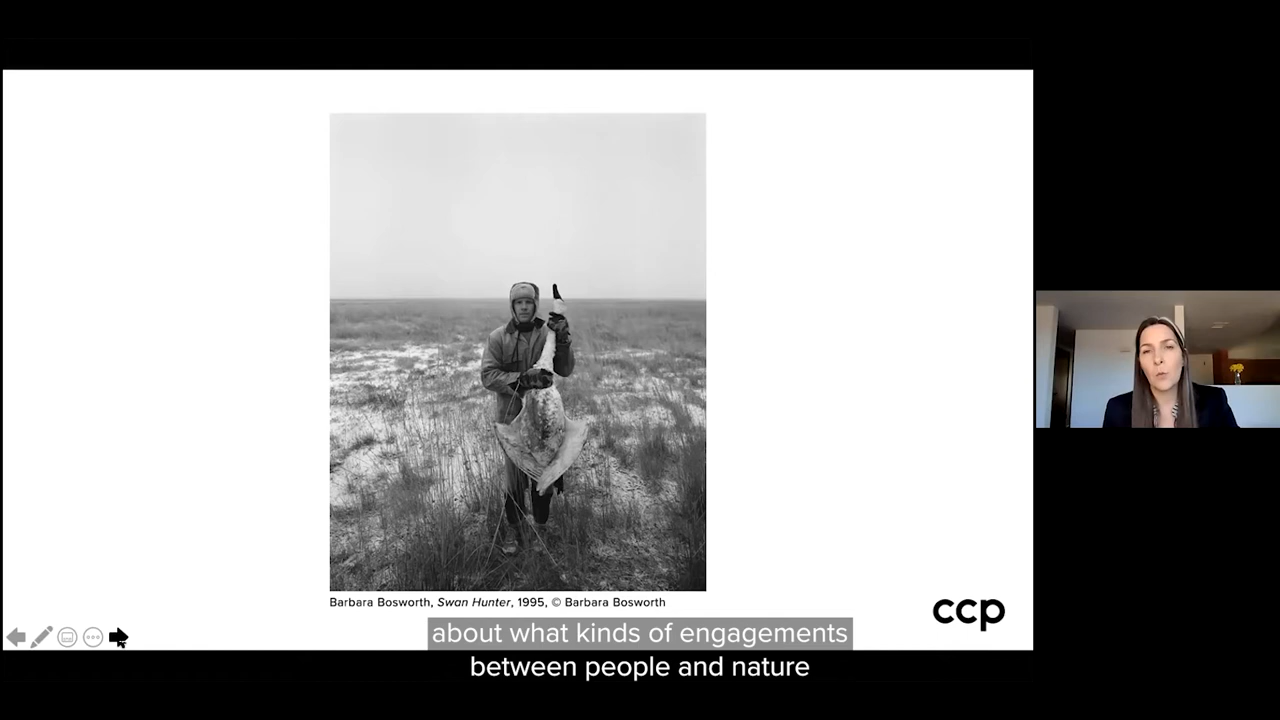 Barbara Bosworth, Swan Hunter, 1995, © Barbara Bosworth
ccp
about what kinds of engagements
between people and nature